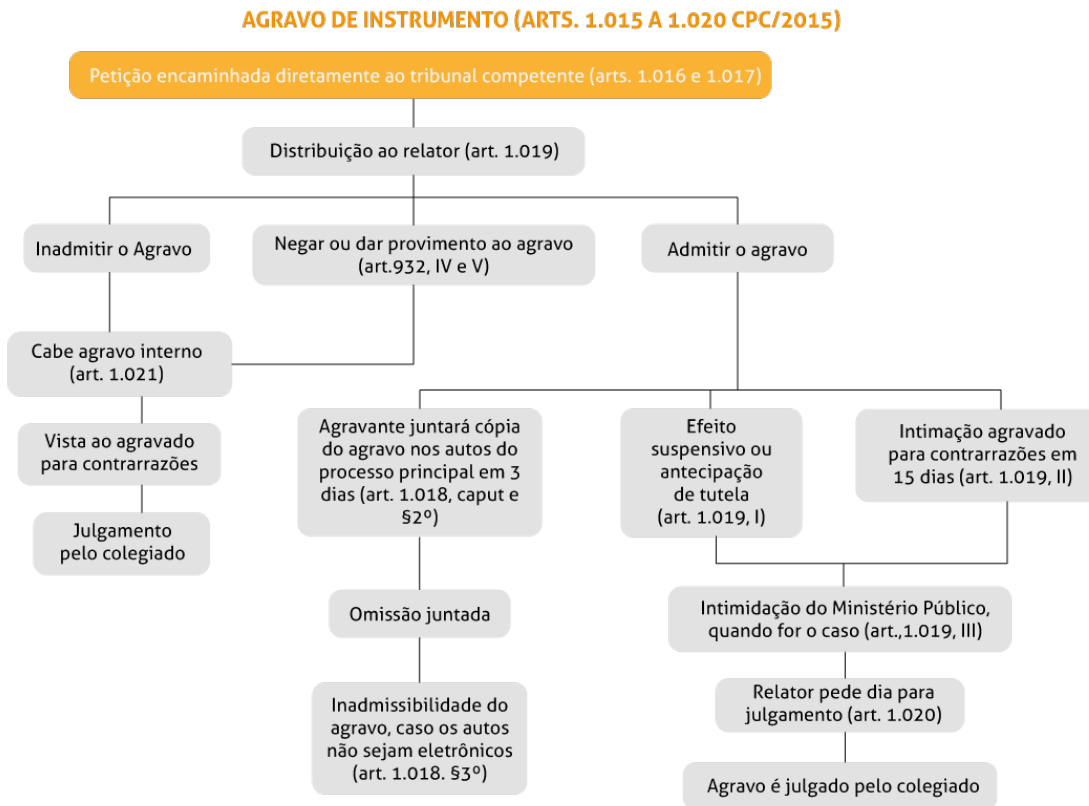 AGRAVO DE INSTRUMENTO (ARTS. 1.015 A 1.020 CPC/2015)
Petição encaminhada diretamente ao tribunal competente (arts. 1.016 e 1.017)
Distribuição ao relator (art. 1.019)
Inadmitir o Agravo
Negar ou dar provimento ao agravo
(art.932, IV e V)
Admitir o agravo
Cabe agravo interno
(art. 1.021)
Vista ao agravado
para contrarrazões
Julgamento
pelo colegiado
Agravante juntará cópia
do agravo nos autos do
processo principal em 3
dias (art. 1.018, caput e
§2º)
Omissão juntada
Inadmissibilidade do
agravo, caso os autos
não sejam eletrônicos
(art. 1.018. §3º)
Efeito
suspensivo ou
antecipação
de tutela
(art. 1.019, I)
Intimação agravado
para contrarrazões em
15 dias (art. 1.019, II)
Intimidação do Ministério Público,
quando for o caso (art.,1.019, III)
Relator pede dia para
julgamento (art. 1.020)
Agravo é julgado pelo colegiado